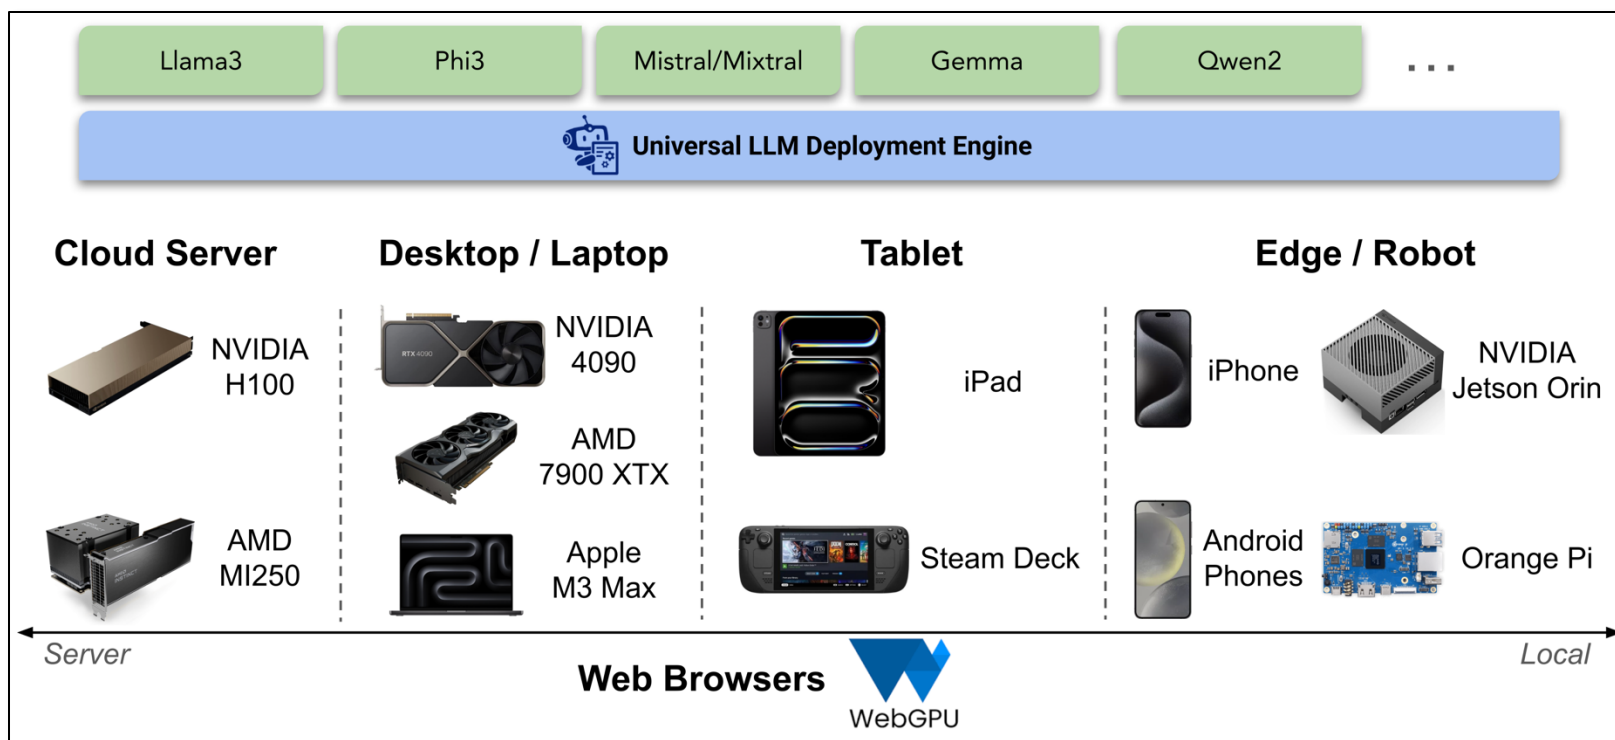 Llama3
Phi3
Mistral/Mixtral
Gemma
Qwen2
...
Universal LLM Deployment Engine
Cloud Server
Desktop / Laptop
Tablet
Edge / Robot
NVIDIA
H100
AMD
MI250
RTX 4090
NVIDIA
4090
AMD
7900 XTX
Apple
M3 Max
iPad
Steam Deck
iPhone
NVIDIA
Jetson Orin
Android
Phones
Orange Pi
Server
Local
Web Browsers
WebGPU